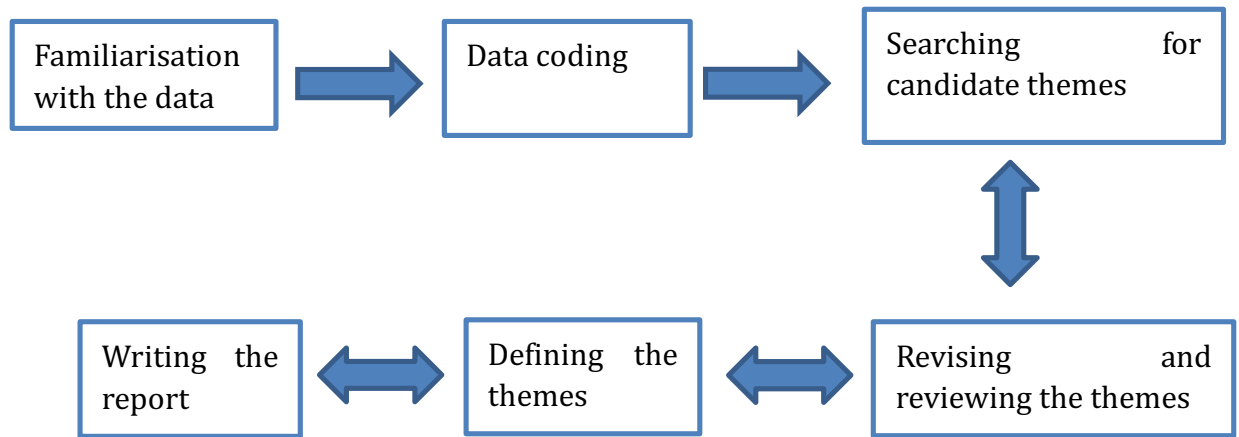 Familiarisation
with the data
Data coding
Searching for
candidate themes
Writing the
report
Defining the
themes
Revising and
reviewing the themes